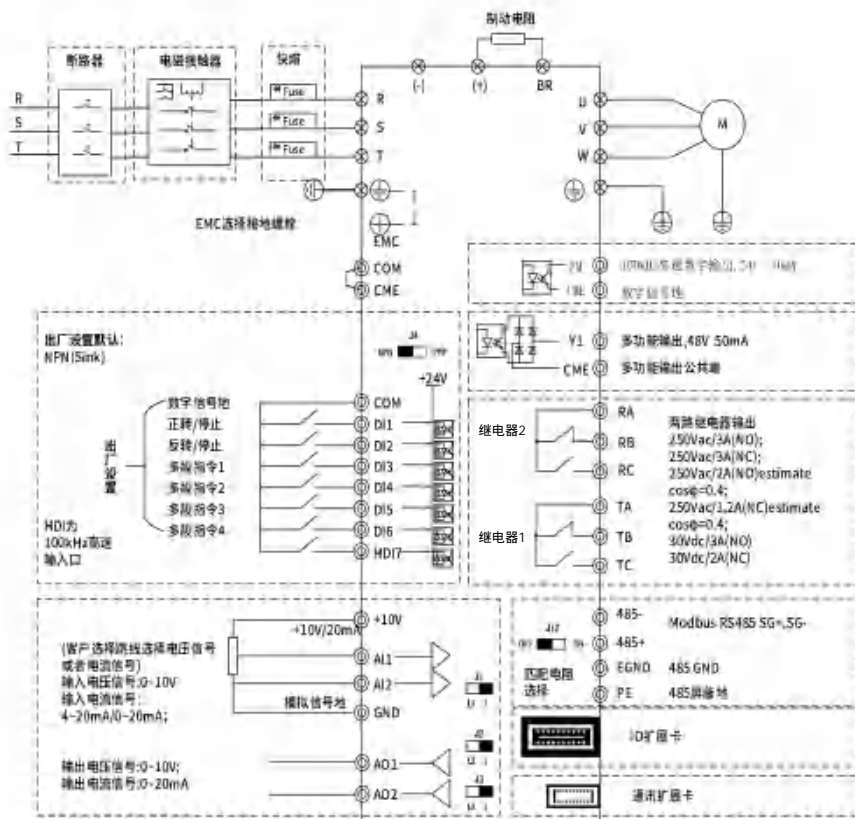 制动电阻
断路器
电磁接触器
快熔
(-)
(+)
BR
R
S
T
Fuse
Fuse
Fuse
R
S
T
U
V
W
M
EMC选择接地螺栓
EMC
COM
CME
数字信号地
出厂设置默认:
NPN(Sink)
J4
+24V
Y1
多功能输出,48V 50mA
CME
多功能输出公共端
出厂设置
数字信号地
COM
正转/停止
DI1
反转/停止
DI2
多段指令1
DI3
多段指令2
DI4
多段指令3
DI5
多段指令4
DI6
HDI7
HDI为
100kHz高速
输入口
继电器2
RA
RB
RC
继电器1
TA
TB
TC
两路继电器输出
250Vac/3A(NO);
250Vac/3A(NC);
250Vac/2A(NO)estimate
cosφ=0.4;
250Vac/1.2A(NC)estimate
cosφ=0.4;
30Vdc/3A(NO)
30Vdc/2A(NC)
+10V
+10V/20mA
(客户选择跳线选择电压信号
或者电流信号)
输入电压信号:0~10V
输入电流信号:
4~20mA/0~20mA;
AI1
AI2
模拟信号地
GND
J1
J2
J3
输出电压信号:0~10V;
输出电流信号:0~20mA
AO1
AO2
485-
485+
Modbus RS485 SG+,SG-
EGND
485 GND
PE
485屏蔽地
匹配电阻
选择
IO扩展卡
通讯扩展卡